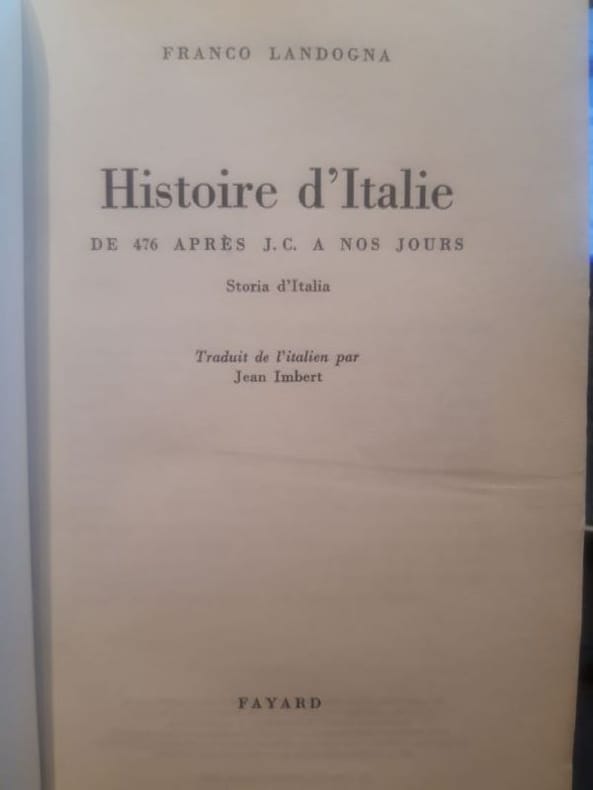 FRANCO LANDOGNA
Histoire d'Italie
DE 476 APRÈS J.C. A NOS JOURS
Storia d'Italia
Traduit de l'italien par
Jean Imbert
FAYARD